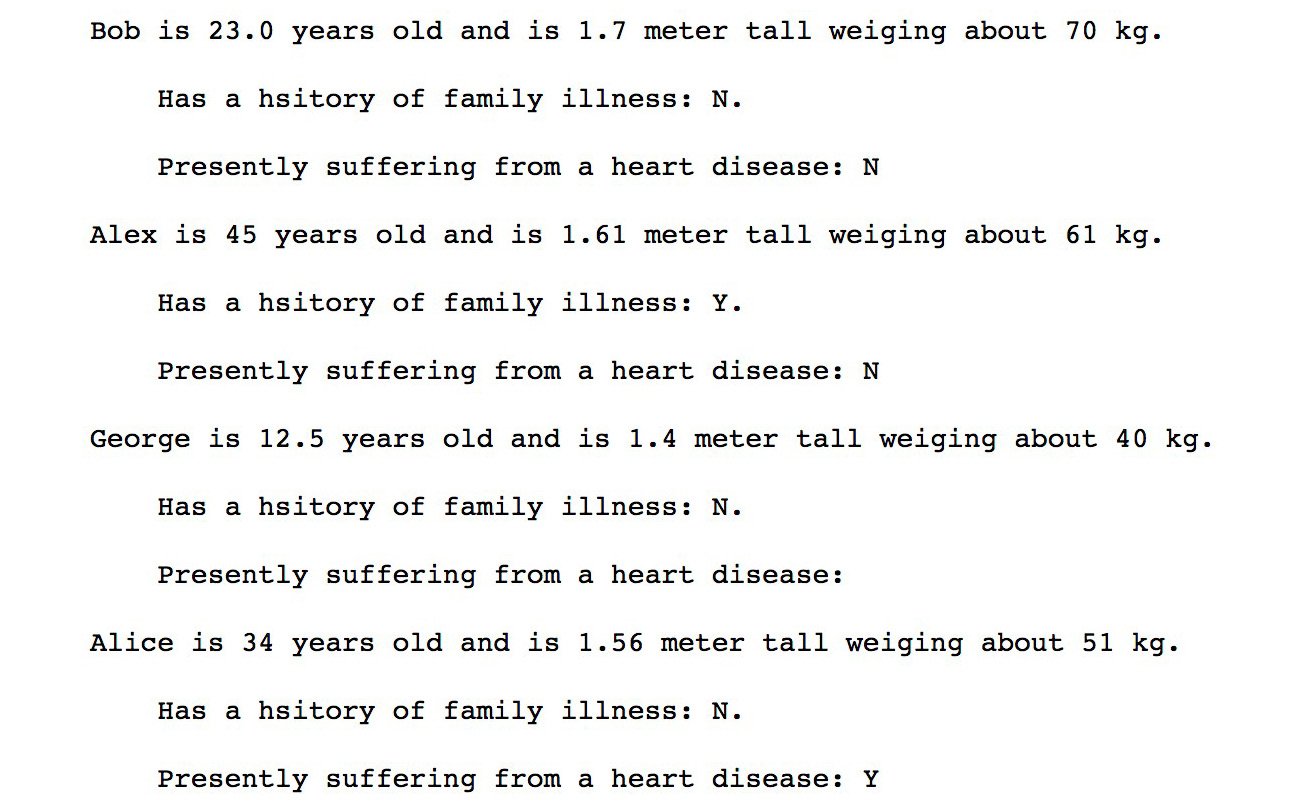 Bob is 23.0 years old and is 1.7 meter tall weiging about 70 kg.
Has a hsitory of family illness: N.
Presently suffering from a heart disease: N
Alex is 45 years old and is 1.61 meter tall weiging about 61 kg.
Has a hsitory of family illness: Y.
Presently suffering from a heart disease: N
George is 12.5 years old and is 1.4 meter tall weiging about 40 kg.
Has a hsitory of family illness: N.
Presently suffering from a heart disease:
Alice is 34 years old and is 1.56 meter tall weiging about 51 kg.
Has a hsitory of family illness: N.
Presently suffering from a heart disease: Y